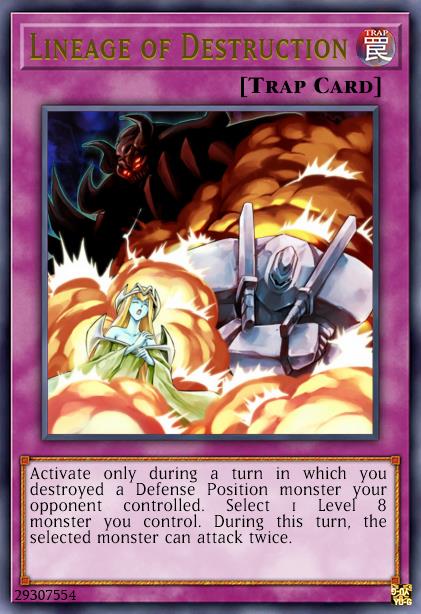 LINEAGE OF DESTRUCTION
TRAP
罠
[TRAP CARD]
Activate only during a turn in which you
destroyed a Defense Position monster your
opponent controlled. Select 1 Level 8
monster you control. During this turn, the
selected monster can attack twice.
29307554